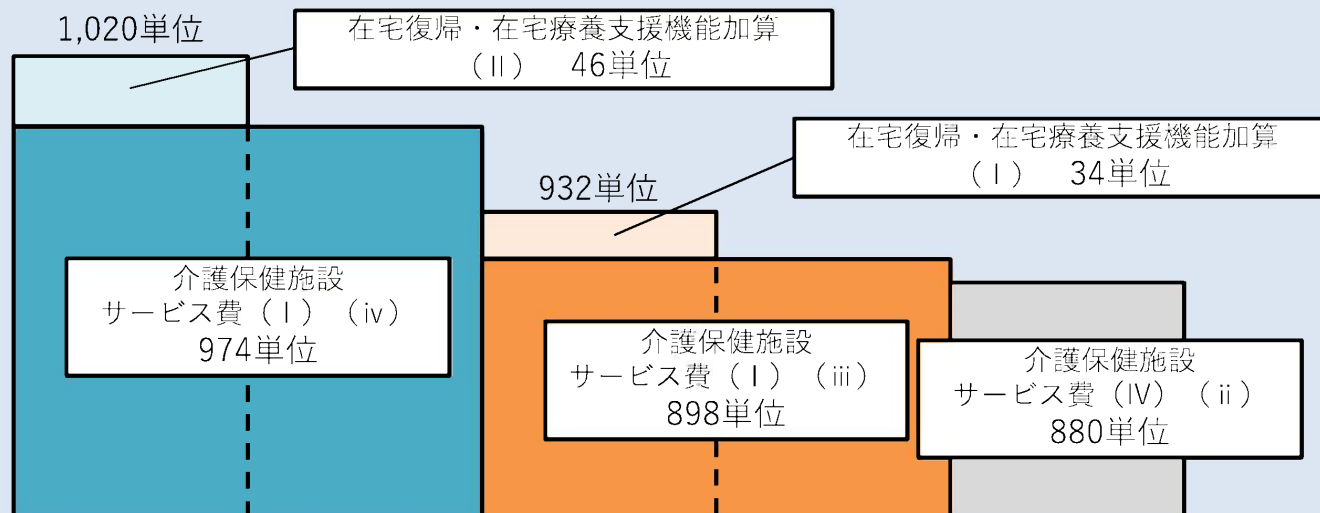 1,020単位
在宅復帰・在宅療養支援機能加算
（Ⅱ）　46単位
在宅復帰・在宅療養支援機能加算
（Ⅰ）　34単位
932単位
介護保健施設
サービス費（Ⅰ）（ⅳ）
974単位
介護保健施設
サービス費（Ⅰ）（ⅲ）
898単位
介護保健施設
サービス費（Ⅳ）（ⅱ）
880単位